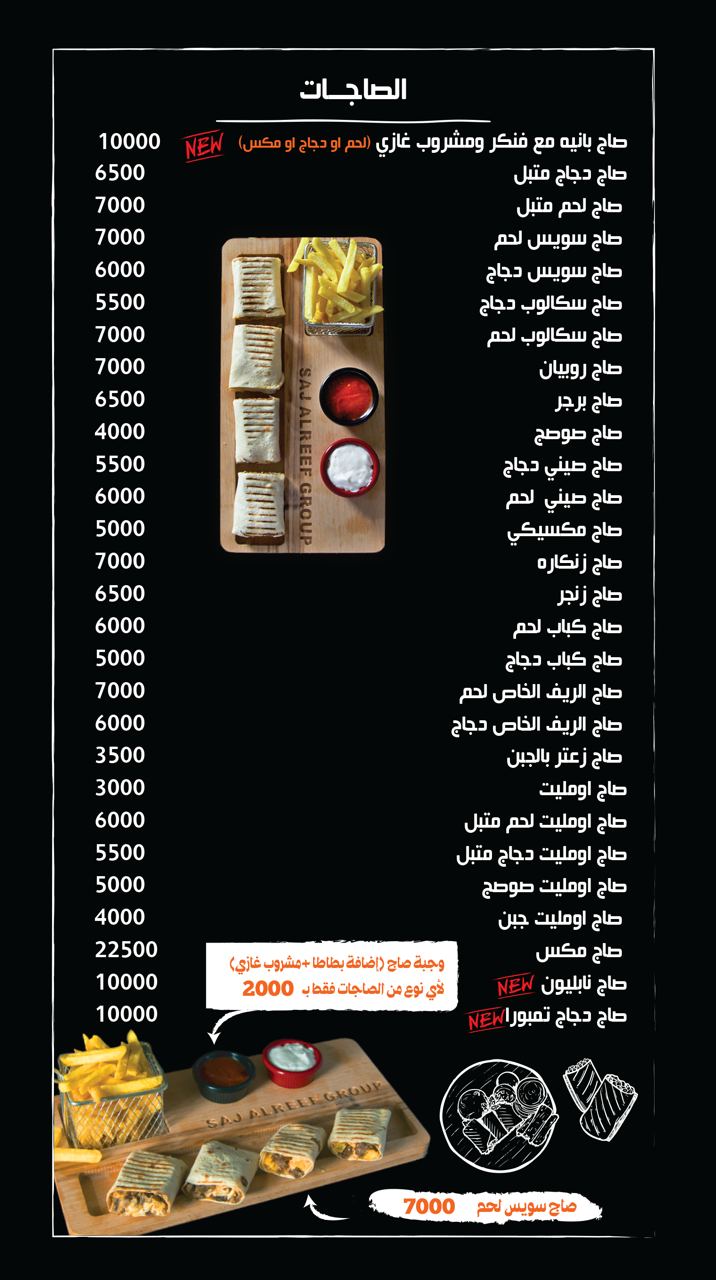 الصاجــات
صاج بانيه مع فنكر ومشروب غازي (لحم او دجاج او مكس) NEW 10000
صاج دجاج متبل 6500
صاج لحم متبل 7000
صاج سويس لحم 7000
صاج سويس دجاج 6000
صاج سكالوب دجاج 5500
صاج سكالوب لحم 7000
صاج روبيان 7000
صاج برجر 6500
صاج صوصج 4000
صاج صيني دجاج 5500
صاج صيني لحم 6000
صاج مكسيكي 5000
صاج زنكاره 7000
صاج زنجر 6500
صاج كباب لحم 6000
صاج كباب دجاج 5000
صاج الريف الخاص لحم 7000
صاج الريف الخاص دجاج 6000
صاج زعتر بالجبن 3500
صاج اومليت 3000
صاج اومليت لحم متبل 6000
صاج اومليت دجاج متبل 5500
صاج اومليت صوصج 5000
صاج اومليت جبن 4000
صاج مكس 22500
صاج نابليون NEW 10000
صاج دجاج تمبورا NEW 10000
SAJ ALREEF GROUP
وجبة صاج (إضافة بطاطا +مشروب غازي)
لأي نوع من الصاجات فقط بـ 2000
SAJ ALREEF GROUP
صاج سويس لحم 7000